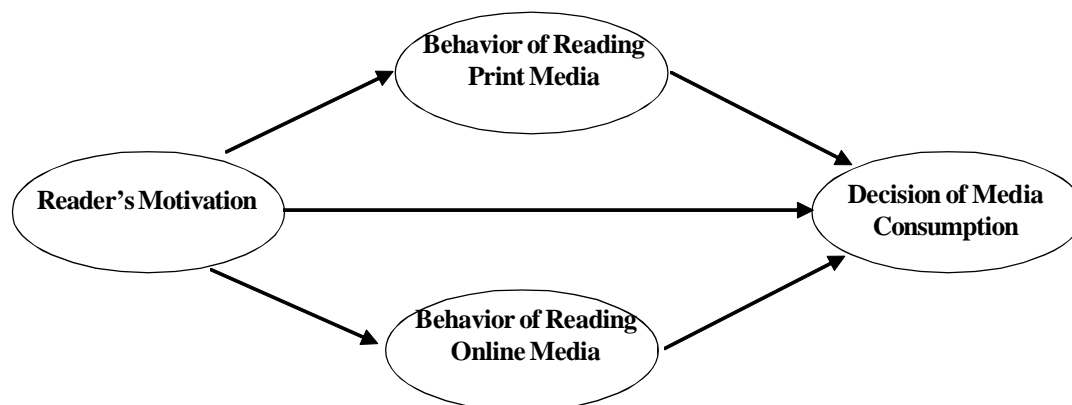 Behavior of Reading
Print Media
Reader's Motivation
Decision of Media
Consumption
Behavior of Reading
Online Media